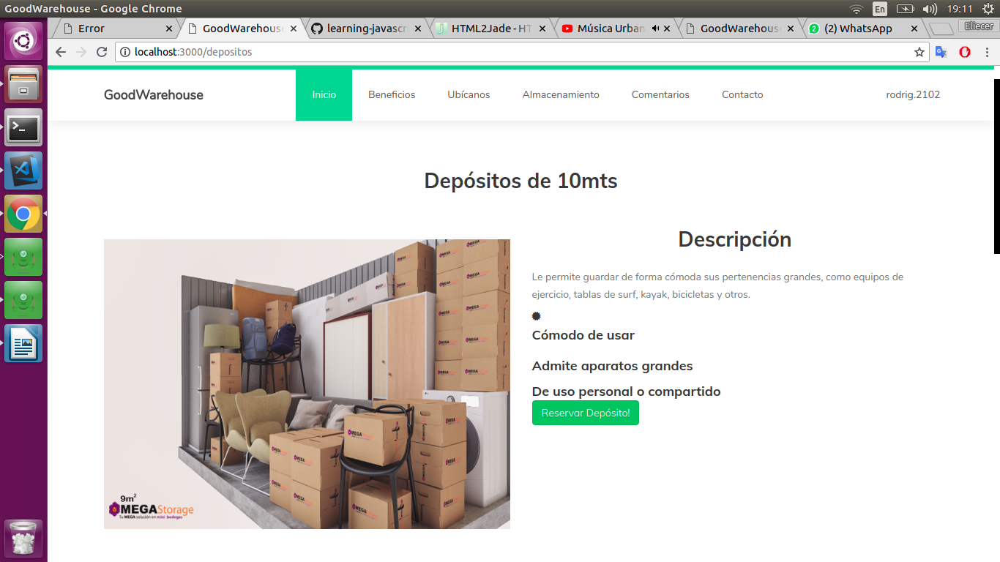 GoodWarehouse - Google Chrome
En
19:11
Error
GoodWarehouse
learning-javascr
HTML2Jade - HT
Música Urban
GoodWarehouse
(2) WhatsApp
Eliecer
localhost:3000/depositos
GoodWarehouse
Inicio
Beneficios
Ubícanos
Almacenamiento
Comentarios
Contacto
rodrig.2102
Depósitos de 10mts
Descripción
Le permite guardar de forma cómoda sus pertenencias grandes, como equipos de
ejercicio, tablas de surf, kayak, bicicletas y otros.
Cómodo de usar
Admite aparatos grandes
De uso personal o compartido
Reservar Depósito!
9m²
MEGAStorage
Tu MEGA solución en mini bodegas